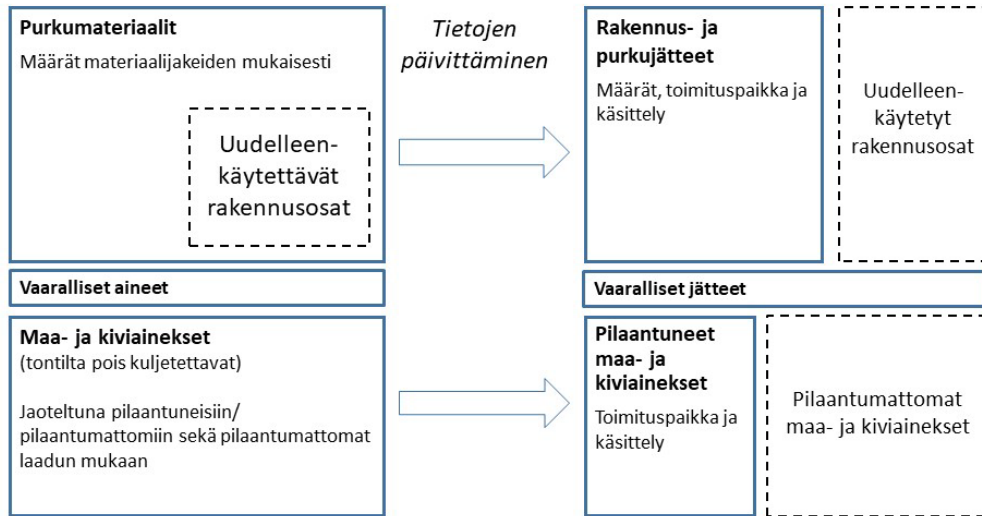 Purkumateriaalit
Määrät materiaalijakeiden mukaisesti
Uudelleen-
käytettävät
rakennusosat
Tietojen
päivittäminen
Rakennus- ja
purkujätteet
Määrät, toimituspaikka ja
käsittely
Uudelleen-
käytetyt
rakennusosat
Vaaralliset aineet
Vaaralliset jätteet
Maa- ja kiviainekset
(tontilta pois kuljetettavat)
Jaoteltuna pilaantuneisiin/
pilaantumattomiin sekä pilaantumattomat
laadun mukaan
Pilaantuneet
maa- ja
kiviainekset
Toimituspaikka ja
käsittely
Pilaantumattomat
maa- ja kiviainekset